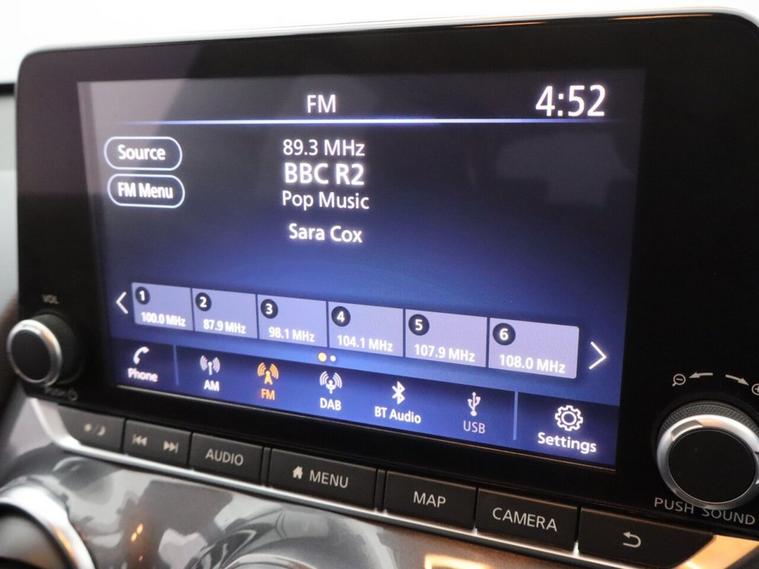 FM
4:52
Source
FM Menu
89.3 MHz
BBC R2
Pop Music
Sara Cox
1
100.0 MHz
2
87.9 MHz
3
98.1 MHz
4
104.1 MHz
5
107.9 MHz
6
108.0 MHz
Phone
AM
FM
DAB
BT Audio
USB
Settings
VOL
AUDIO
MENU
MAP
CAMERA
PUSH SOUND